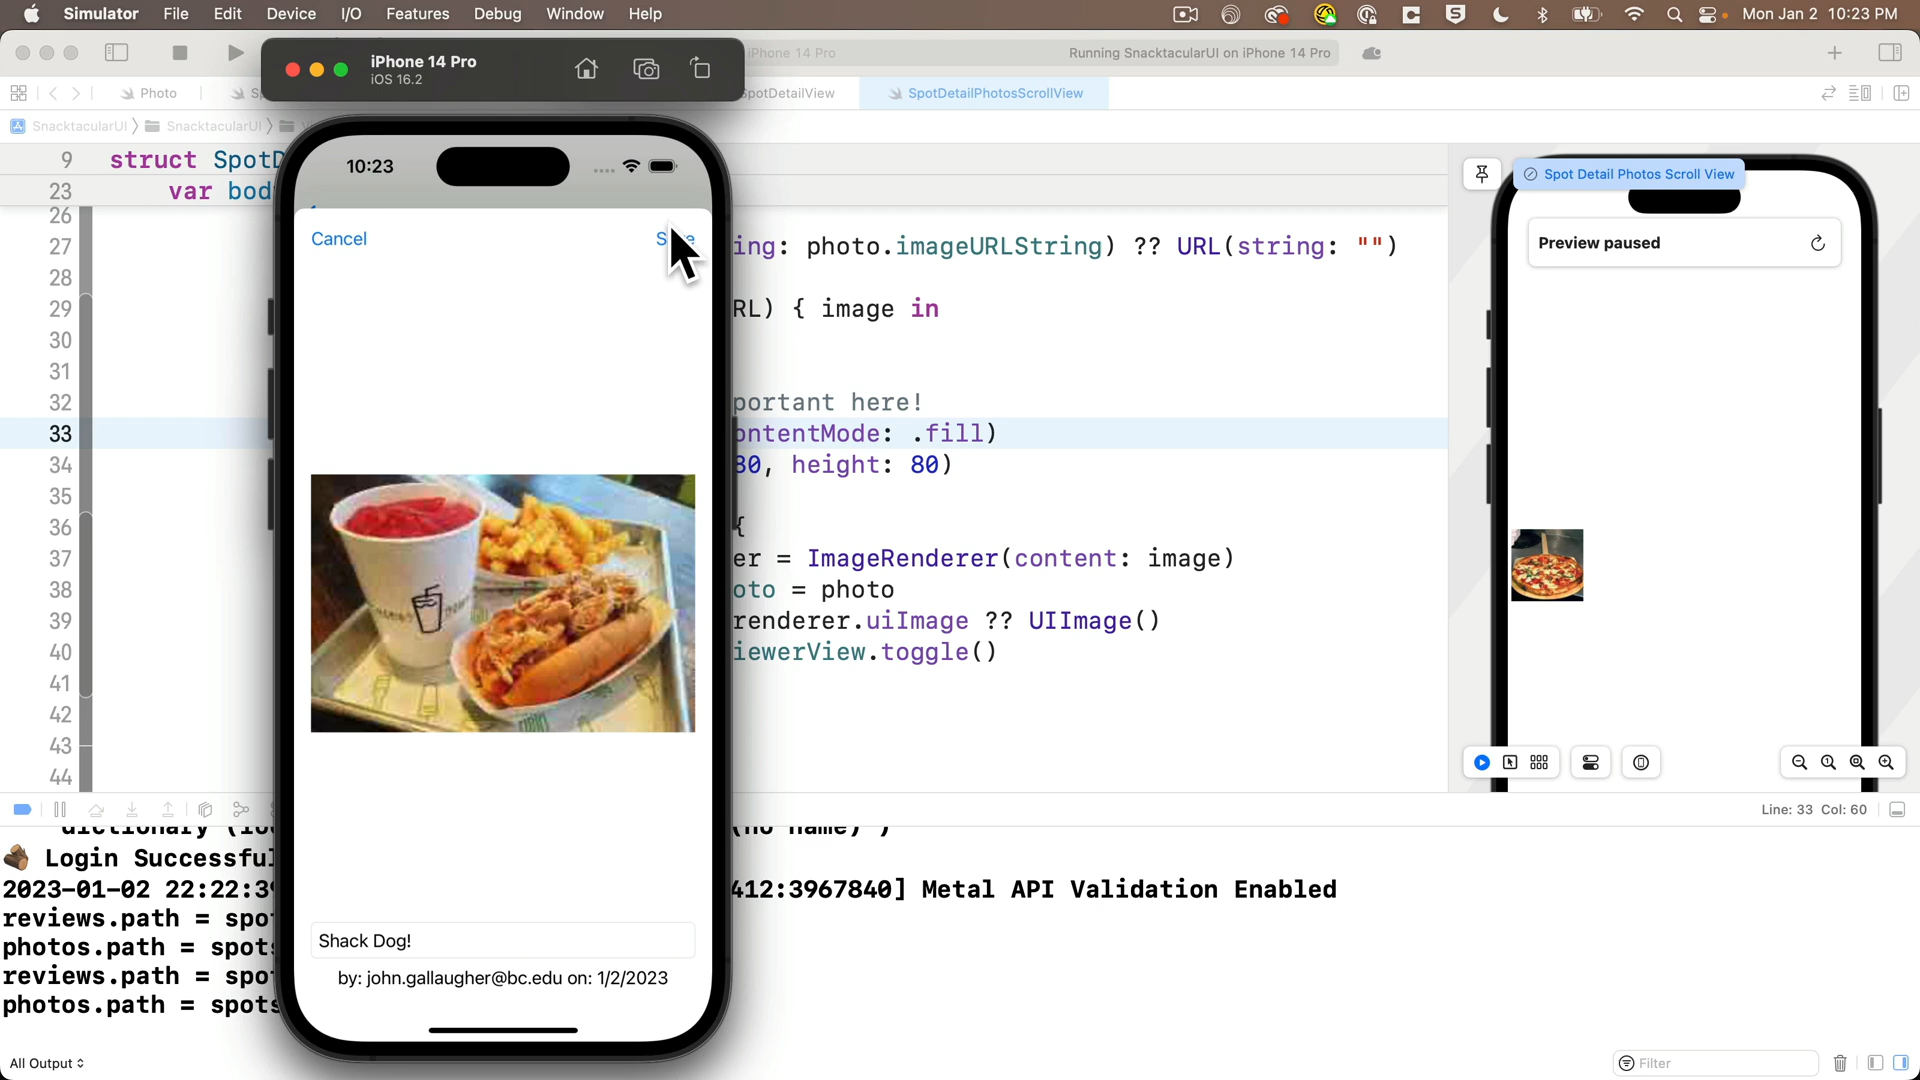 Simulator File Edit Device I/O Features Debug Window Help Mon Jan 2 10:23 PM
iPhone 14 Pro
iOS 16.2
iPhone 14 Pro
Running SnacktacularUI on iPhone 14 Pro
Photo SpotDetailView SpotDetailPhotosScrollView
SnacktacularUI SnacktacularUI
9 struct SpotD
23 var bod
26
27 ing: photo.imageURLString) ?? URL(string: "")
28
29 RL) { image in
30
31
32 portant here!
33 ontentMode: .fill)
34 80, height: 80)
35
36 {
37 er = ImageRenderer(content: image)
38 oto = photo
39 renderer.uiImage ?? UIImage()
40 iewerView.toggle()
41
42
43
44
10:23
Cancel
Shack Dog!
by: john.gallaugher@bc.edu on: 1/2/2023
Spot Detail Photos Scroll View
Preview paused
Line: 33 Col: 60
dictionary (no name) )
Login Successful
2023-01-02 22:22:39 412:3967840] Metal API Validation Enabled
reviews.path = spot
photos.path = spots
reviews.path = spot
photos.path = spots
All Output
Filter